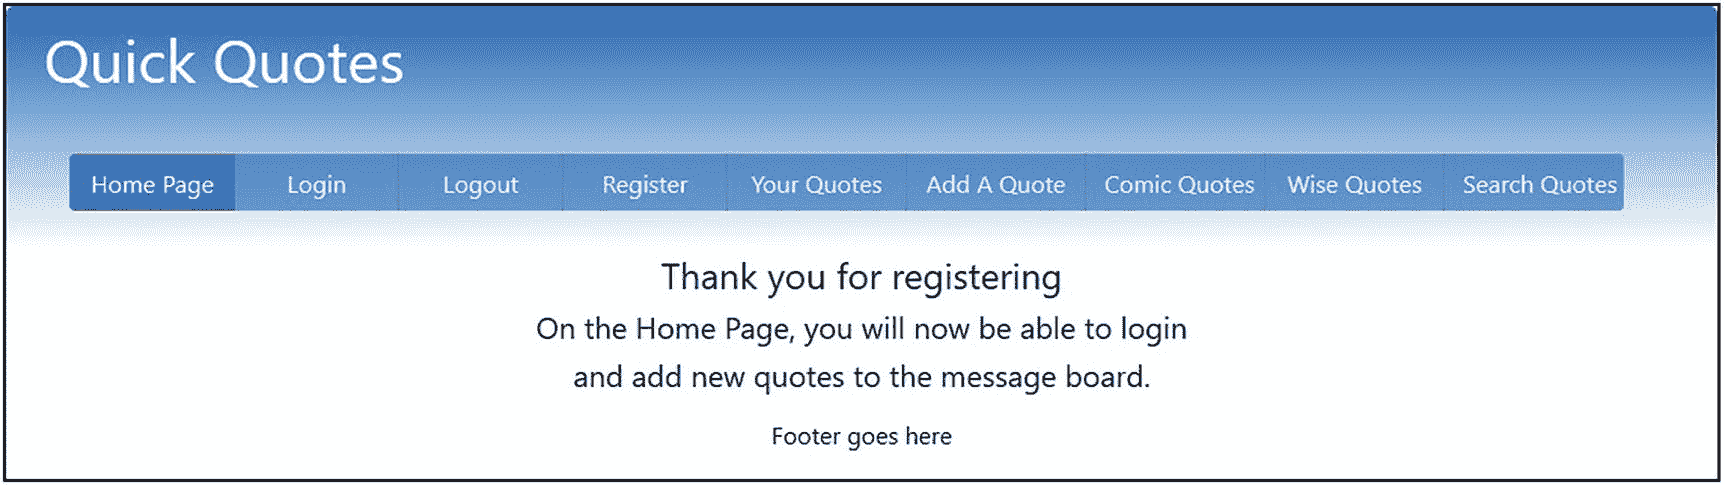 Quick Quotes
Home Page Login Logout Register Your Quotes Add A Quote Comic Quotes Wise Quotes Search Quotes
Thank you for registering
On the Home Page, you will now be able to login
and add new quotes to the message board.
Footer goes here